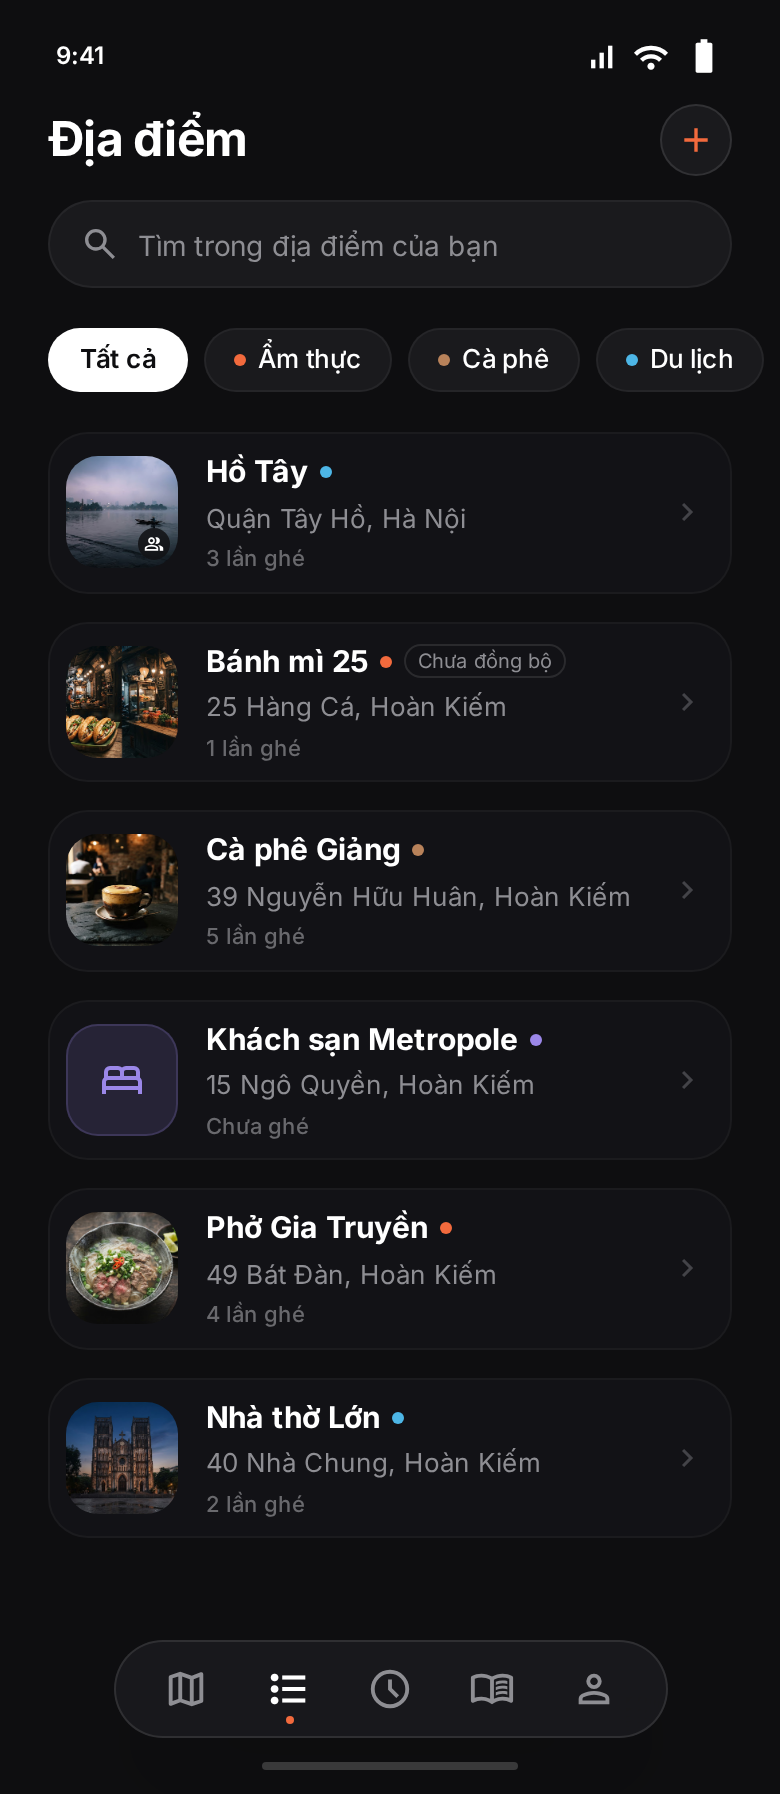 9:41
Địa điểm
Tìm trong địa điểm của bạn
Tất cả
Ẩm thực
Cà phê
Du lịch
Hồ Tây
Quận Tây Hồ, Hà Nội
3 lần ghé
Bánh mì 25
Chưa đồng bộ
25 Hàng Cá, Hoàn Kiếm
1 lần ghé
Cà phê Giảng
39 Nguyễn Hữu Huân, Hoàn Kiếm
5 lần ghé
Khách sạn Metropole
15 Ngô Quyền, Hoàn Kiếm
Chưa ghé
Phở Gia Truyền
49 Bát Đàn, Hoàn Kiếm
4 lần ghé
Nhà thờ Lớn
40 Nhà Chung, Hoàn Kiếm
2 lần ghé